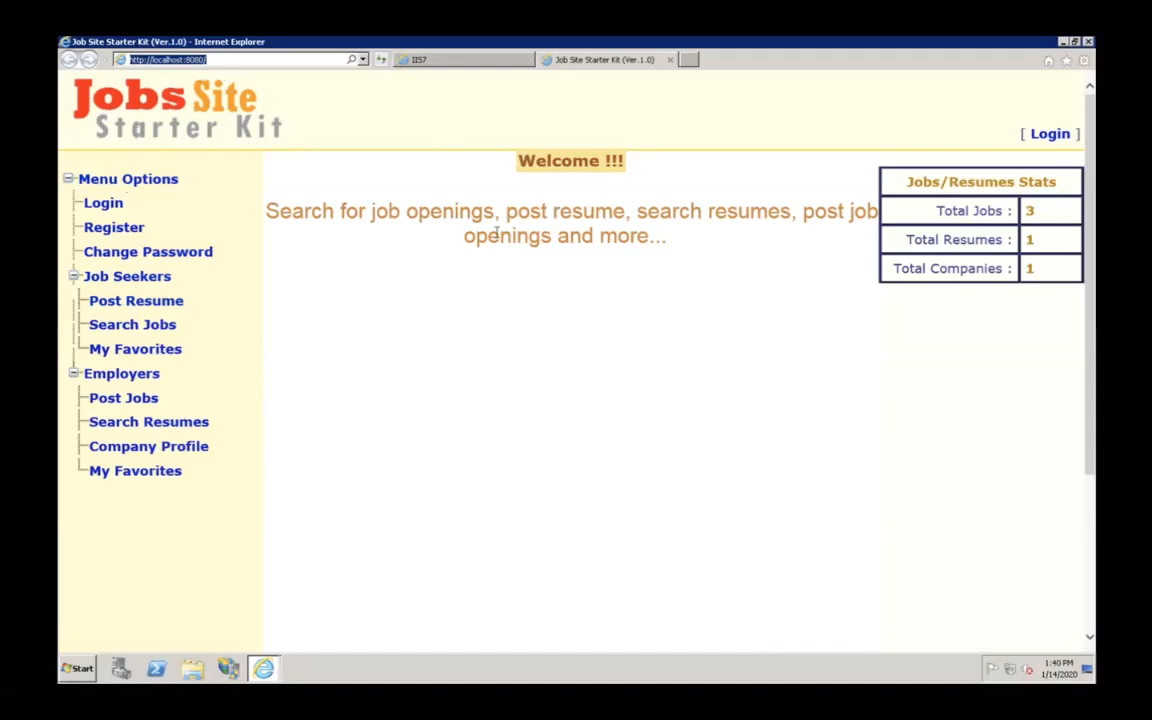 Job Site Starter Kit (Ver.1.0) - Internet Explorer
http://localhost:8080/
IIS7
Job Site Starter Kit (Ver.1.0)
Jobs Site
Starter Kit
[ Login ]
Welcome !!!
Search for job openings, post resume, search resumes, post job
openings and more...
Menu Options
Login
Register
Change Password
Job Seekers
Post Resume
Search Jobs
My Favorites
Employers
Post Jobs
Search Resumes
Company Profile
My Favorites
Jobs/Resumes Stats
Total Jobs : 3
Total Resumes : 1
Total Companies : 1
Start
1:40 PM
1/14/2020